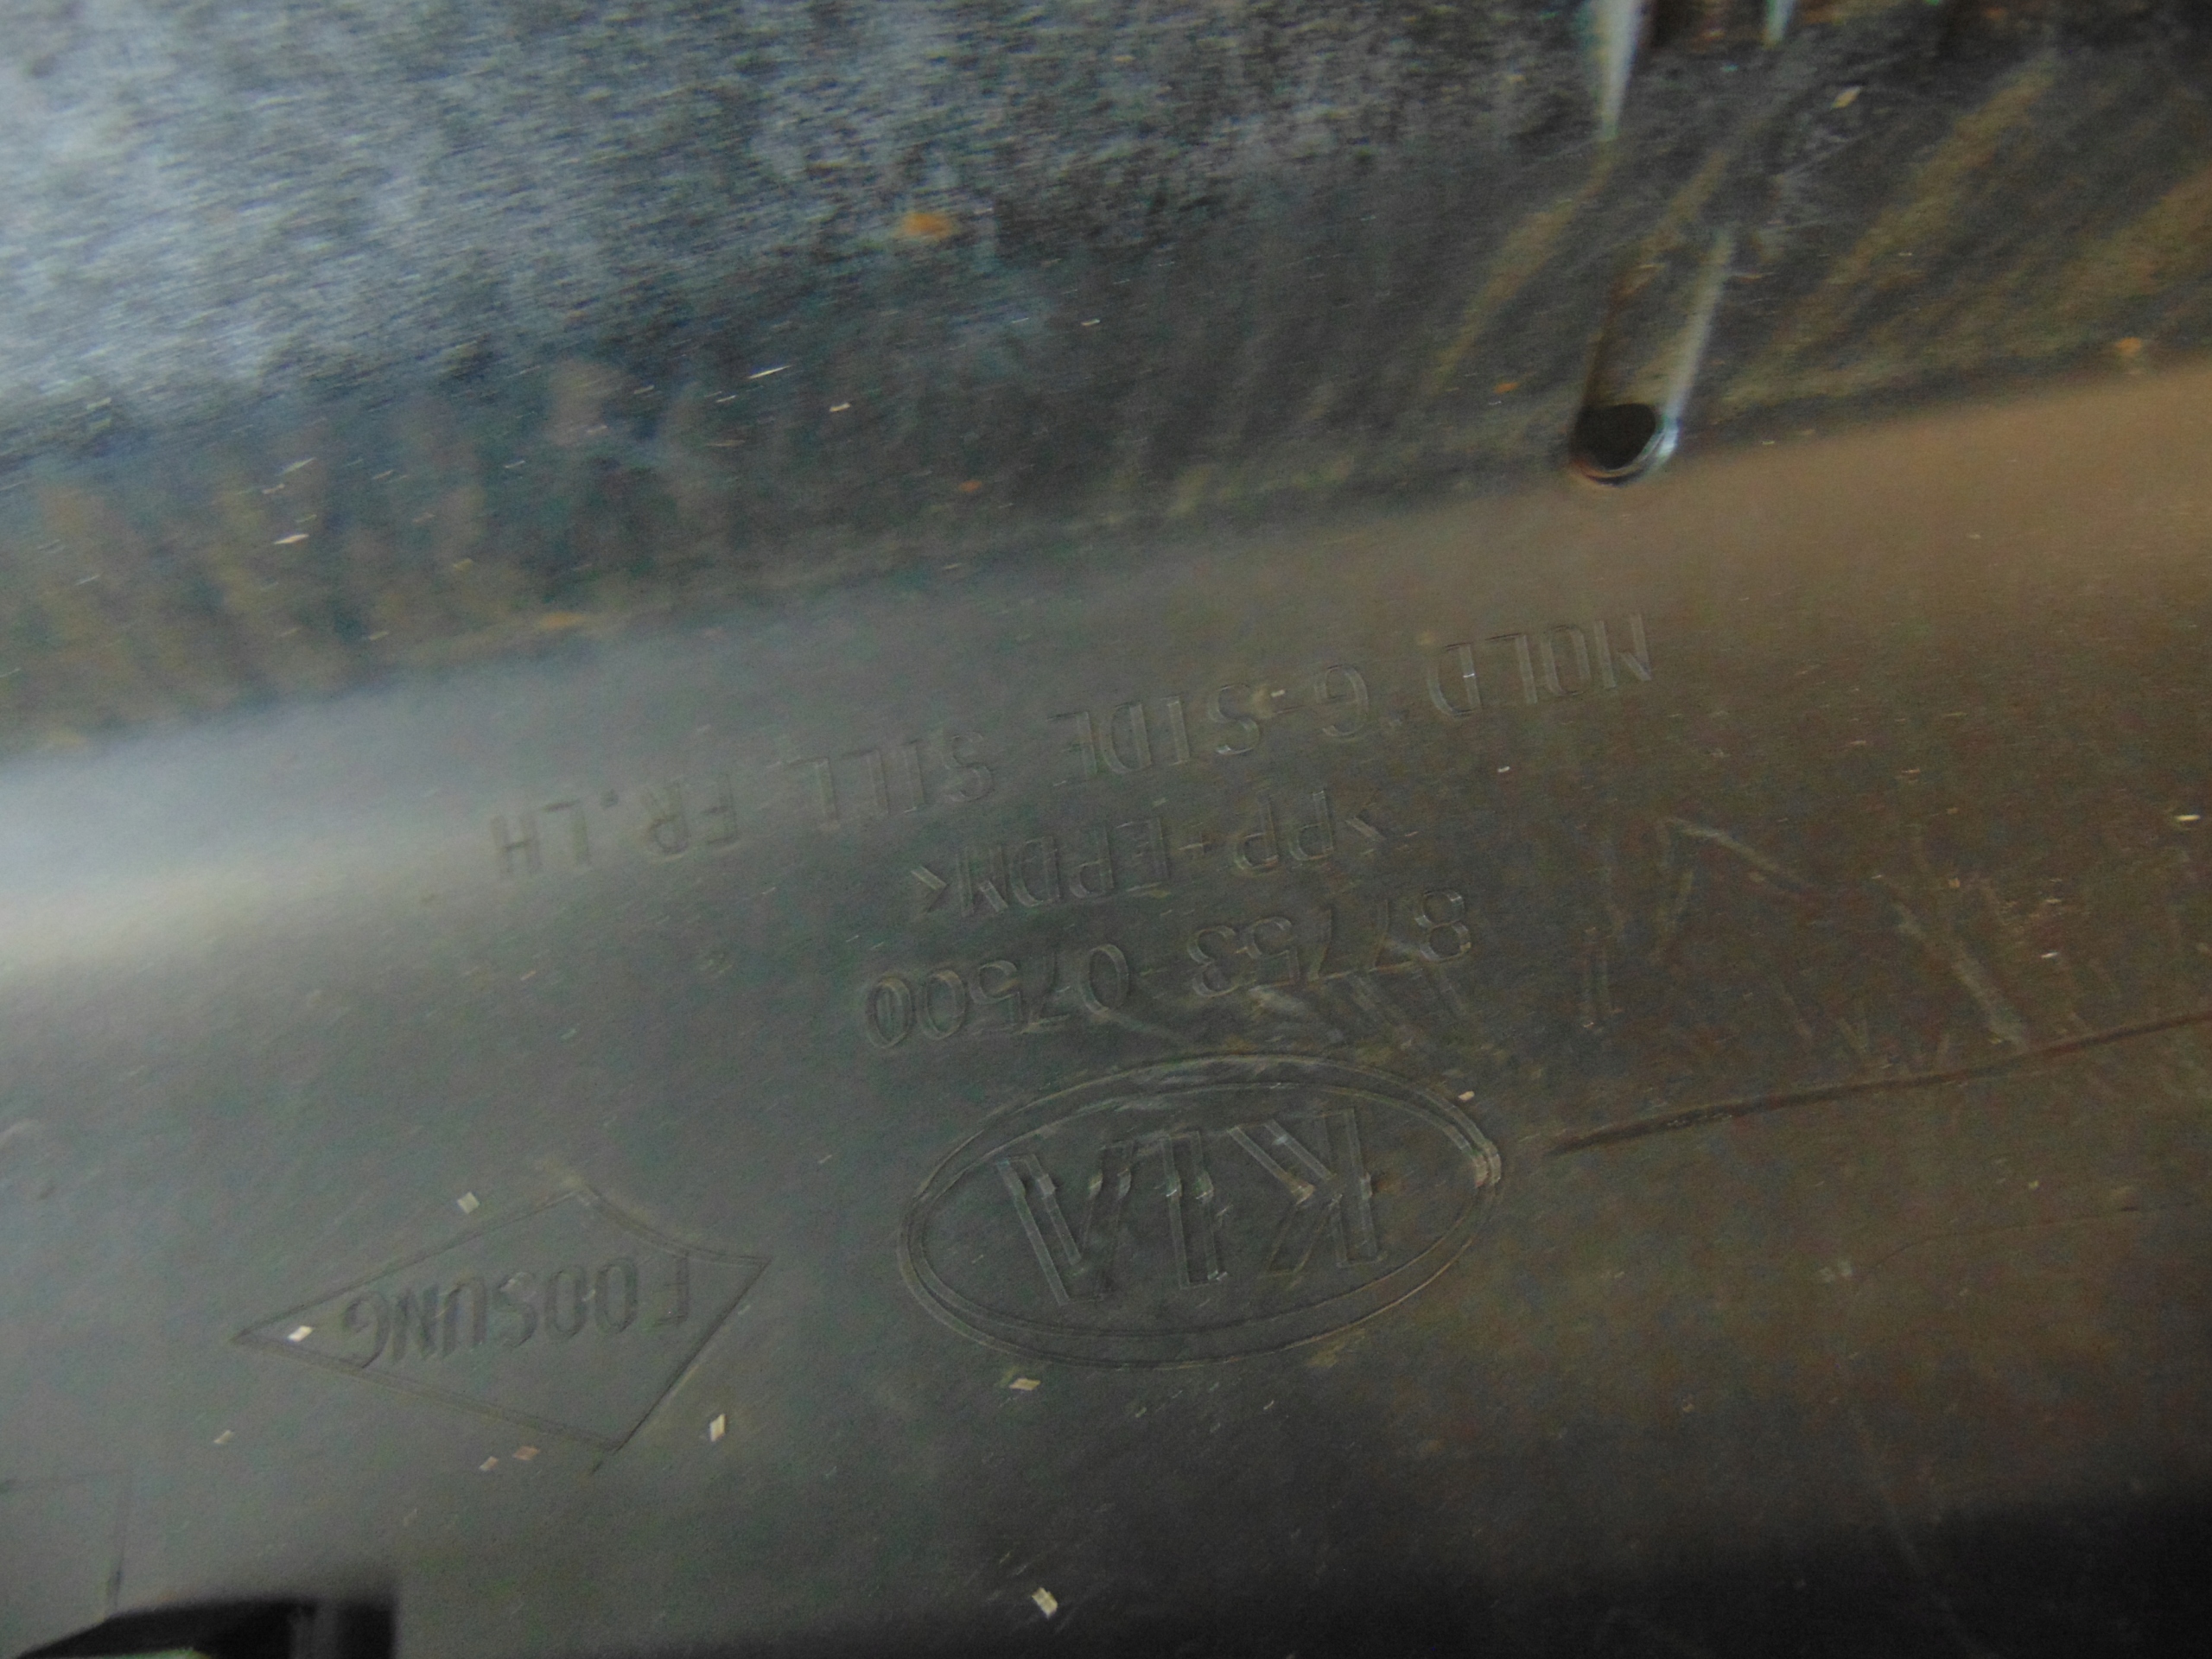 MOLD.G-SIDE SILL FR.LH
>PP+EPDM<
87753-07500
KIA
FOOSUNG